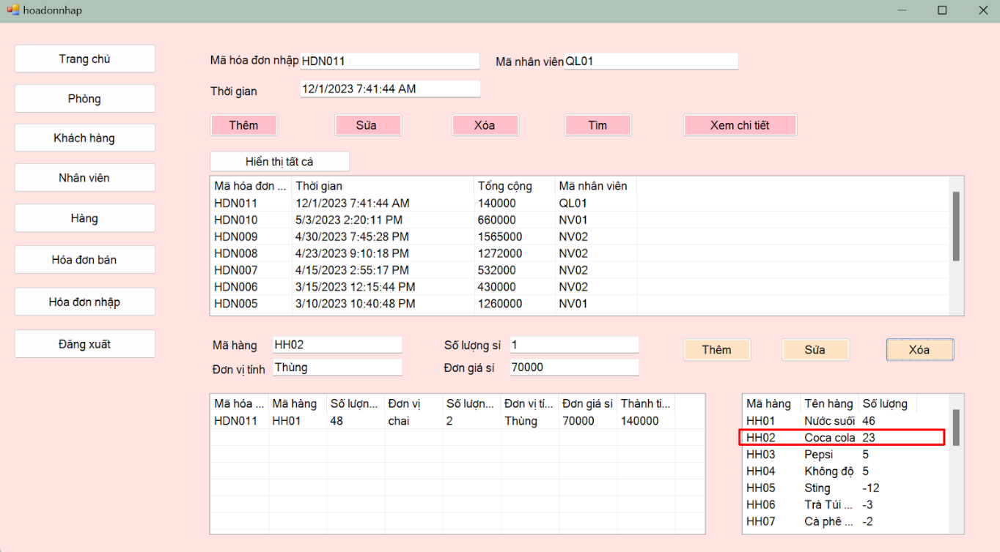 hoadonnhap
Trang chủ
Phòng
Khách hàng
Nhân viên
Hàng
Hóa đơn bán
Hóa đơn nhập
Đăng xuất
Mã hóa đơn nhập HDN011 Mã nhân viên QL01
Thời gian 12/1/2023 7:41:44 AM
Thêm Sửa Xóa Tìm Xem chi tiết
Hiển thị tất cả
Mã hóa đơn ... Thời gian Tổng cộng Mã nhân viên
HDN011 12/1/2023 7:41:44 AM 140000 QL01
HDN010 5/3/2023 2:20:11 PM 660000 NV01
HDN009 4/30/2023 7:45:28 PM 1565000 NV02
HDN008 4/23/2023 9:10:18 PM 1272000 NV02
HDN007 4/15/2023 2:55:17 PM 532000 NV02
HDN006 3/15/2023 12:15:44 PM 430000 NV02
HDN005 3/10/2023 10:40:48 PM 1260000 NV01
Mã hàng HH02 Số lượng sỉ 1 Thêm Sửa Xóa
Đơn vị tính Thùng Đơn giá sỉ 70000
Mã hóa ... Mã hàng Số lượn... Đơn vị Số lượn... Đơn vị tí... Đơn giá sỉ Thành ti...
HDN011 HH01 48 chai 2 Thùng 70000 140000
Mã hàng Tên hàng Số lượng
HH01 Nước suối 46
HH02 Coca cola 23
HH03 Pepsi 5
HH04 Không độ 5
HH05 Sting -12
HH06 Trà Túi ... -3
HH07 Cà phê ... -2